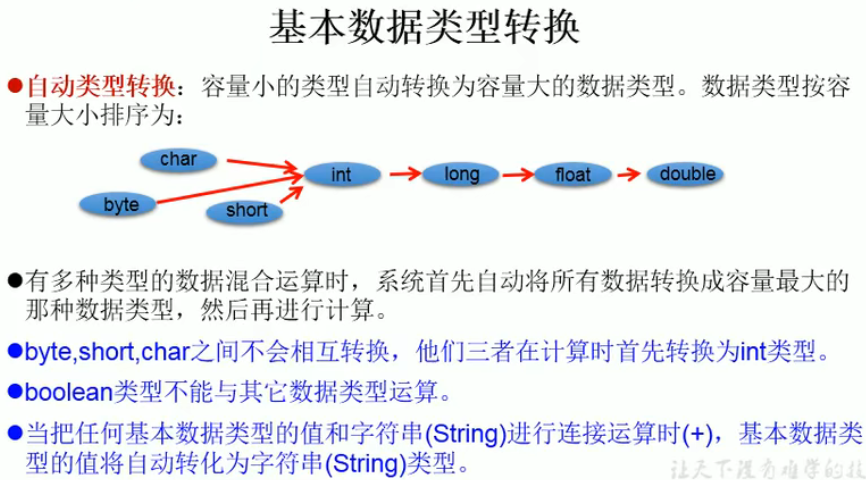 基本数据类型转换
●自动类型转换：容量小的类型自动转换为容量大的数据类型。数据类型按容
量大小排序为：
char
int
long
float
double
byte
short
●有多种类型的数据混合运算时，系统首先自动将所有数据转换成容量最大的
那种数据类型，然后再进行计算。
●byte,short,char之间不会相互转换，他们三者在计算时首先转换为int类型。
●boolean类型不能与其它数据类型运算。
●当把任何基本数据类型的值和字符串(String)进行连接运算时(+)，基本数据类
型的值将自动转化为字符串(String)类型。
让天下没有难学的技